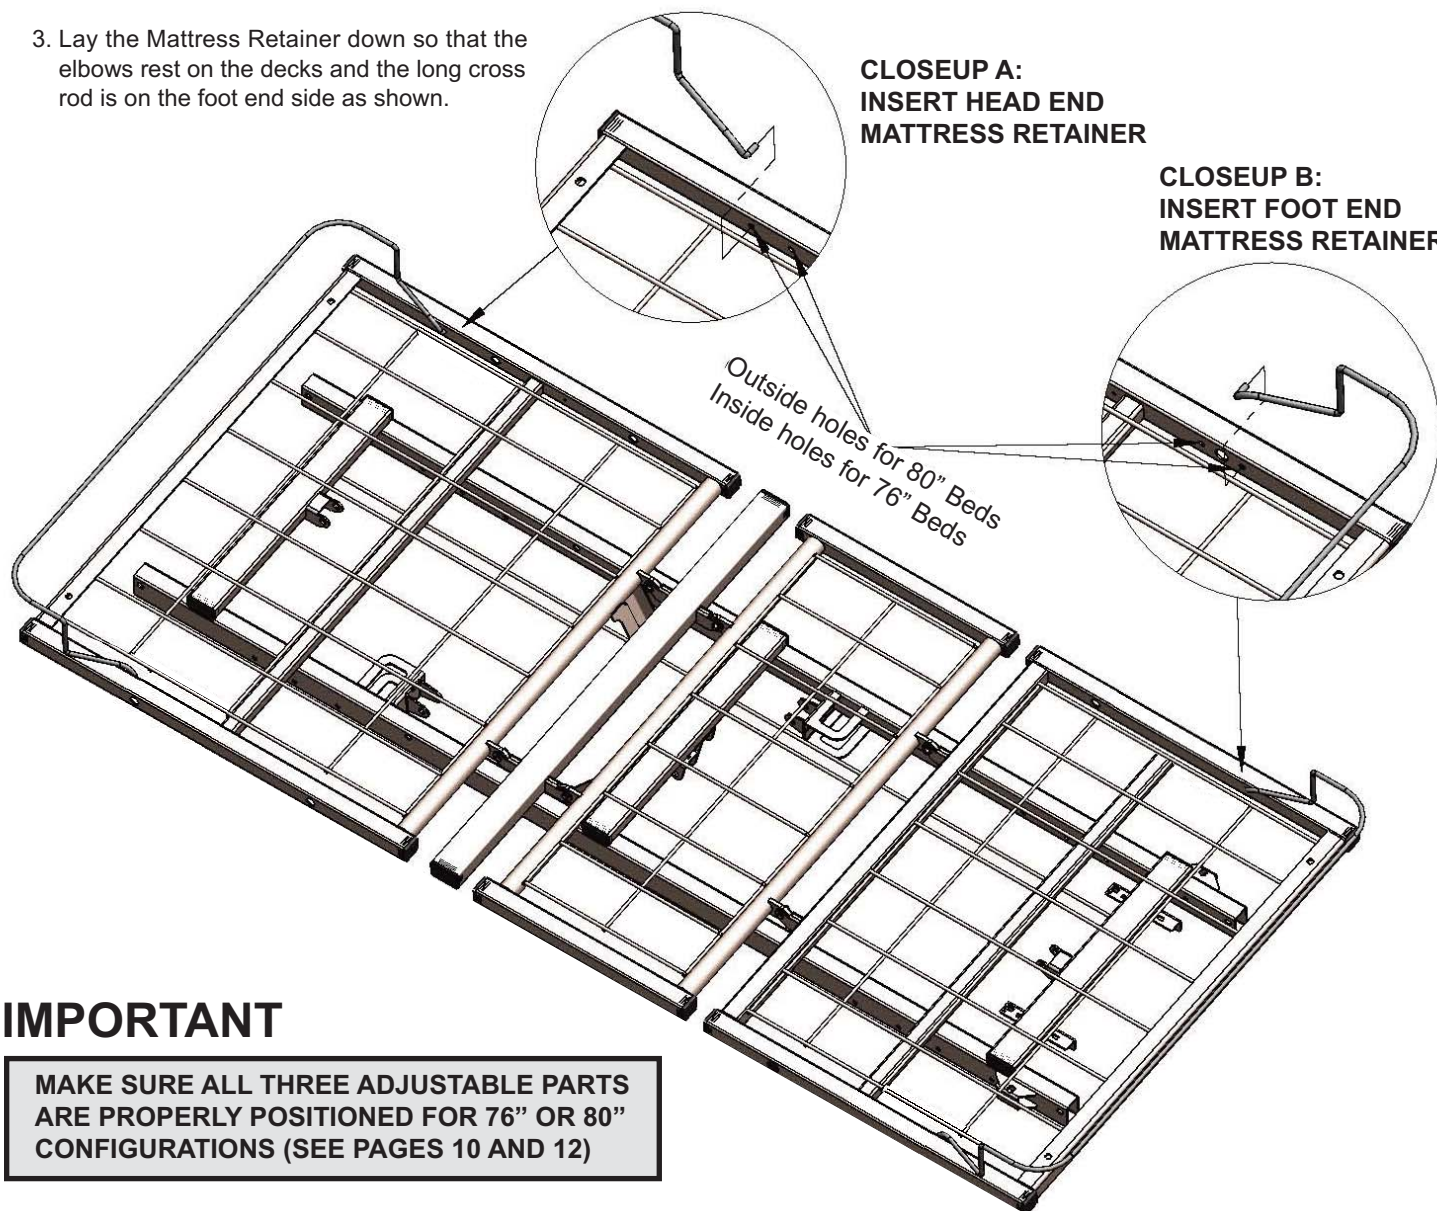 3. Lay the Mattress Retainer down so that the
elbows rest on the decks and the long cross
rod is on the foot end side as shown.
CLOSEUP A:
INSERT HEAD END
MATTRESS RETAINER
CLOSEUP B:
INSERT FOOT END
MATTRESS RETAINER
Outside holes for 80” Beds
Inside holes for 76” Beds
IMPORTANT
MAKE SURE ALL THREE ADJUSTABLE PARTS
ARE PROPERLY POSITIONED FOR 76” OR 80”
CONFIGURATIONS (SEE PAGES 10 AND 12)